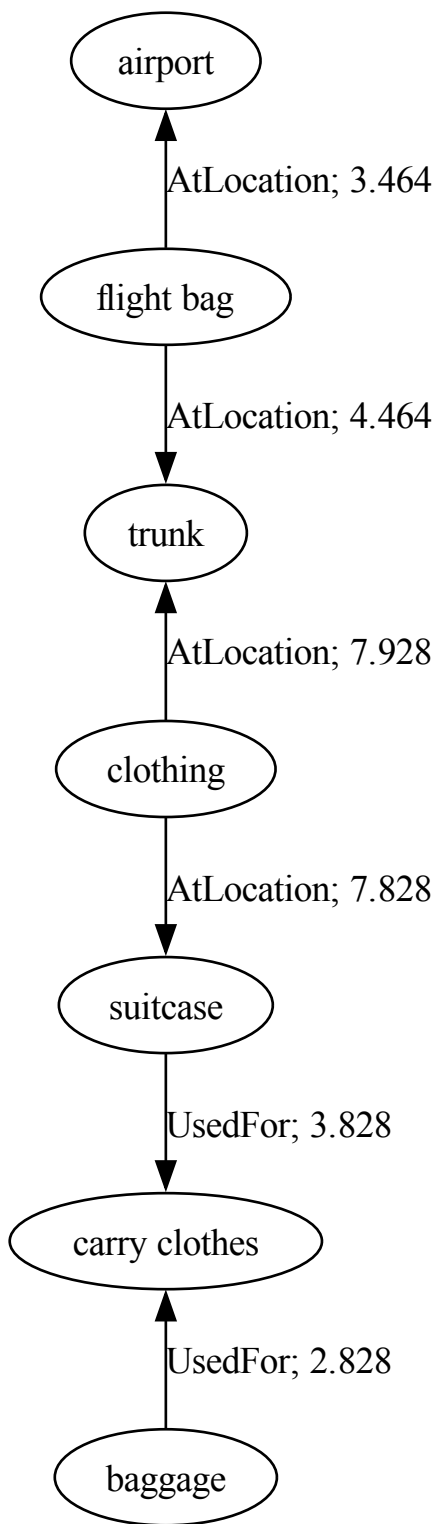 airport
AtLocation; 3.464
flight bag
AtLocation; 4.464
trunk
AtLocation; 7.928
clothing
AtLocation; 7.828
suitcase
UsedFor; 3.828
carry clothes
UsedFor; 2.828
baggage